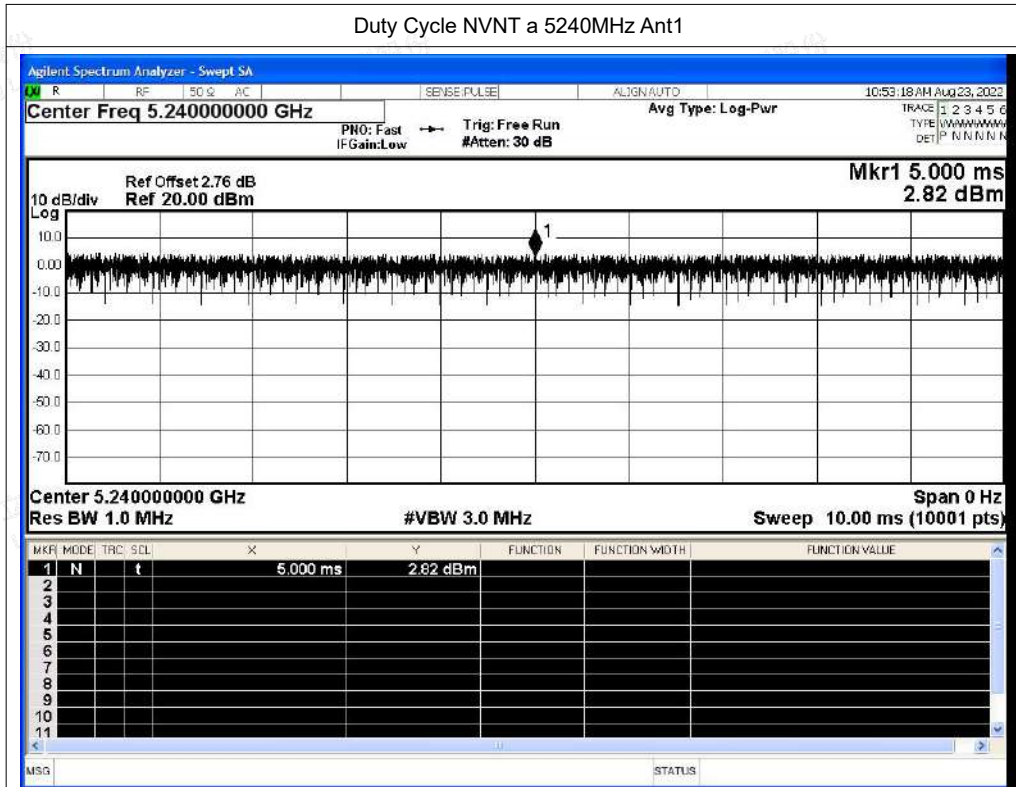 Duty Cycle NVNT a 5240MHz Ant1
Agilent Spectrum Analyzer - Swept SA
R RF 50 Ω AC SENSE:PULSE ALIGNAUTO 10:53:18 AM Aug 23, 2022
Center Freq 5.240000000 GHz Avg Type: Log-Pwr TRACE 1 2 3 4 5 6
PNO: Fast Trig: Free Run TYPE
IFGain:Low #Atten: 30 dB DET P N N N N N
Mkr1 5.000 ms
Ref Offset 2.76 dB
10 dB/div Ref 20.00 dBm 2.82 dBm
Log
10.0
1
0.00
-10.0
-20.0
-30.0
-40.0
-50.0
-60.0
-70.0
Center 5.240000000 GHz Span 0 Hz
Res BW 1.0 MHz #VBW 3.0 MHz Sweep 10.00 ms (10001 pts)
MKR MODE TRC SCL X Y FUNCTION FUNCTION WIDTH FUNCTION VALUE
1 N t 5.000 ms 2.82 dBm
2
3
4
5
6
7
8
9
10
11
MSG STATUS